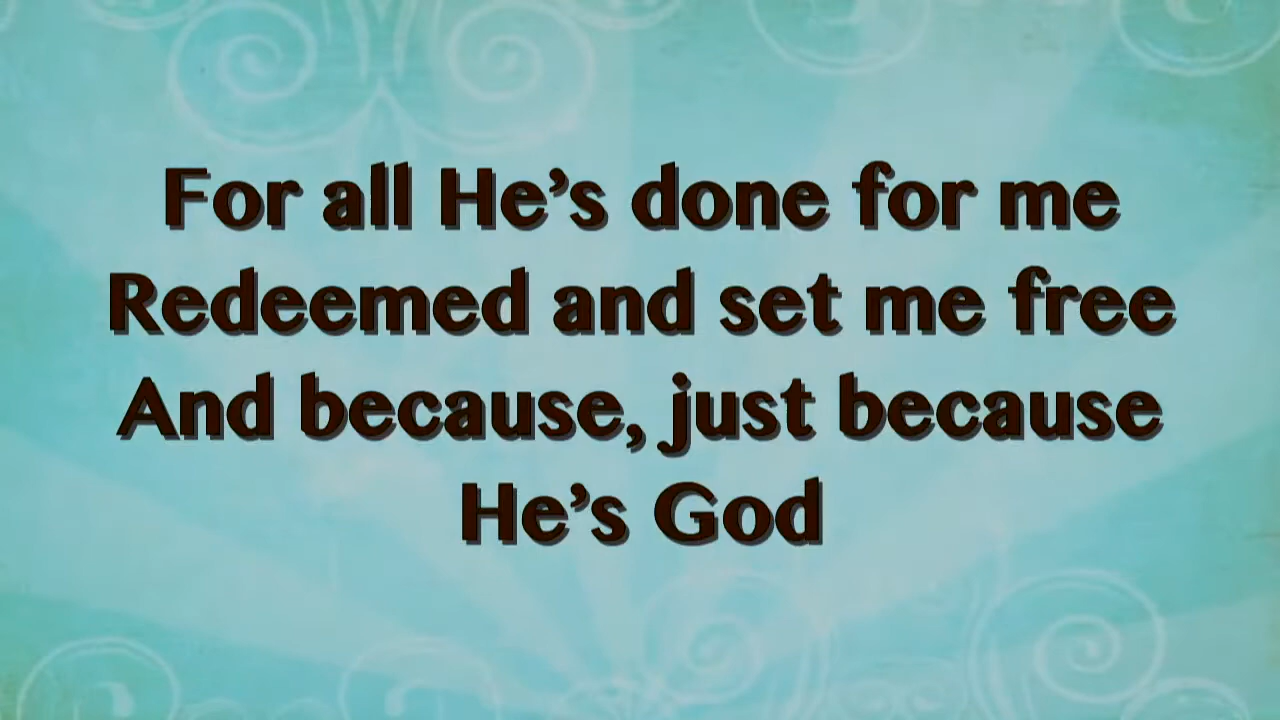 For all He’s done for me
Redeemed and set me free
And because, just because
He’s God